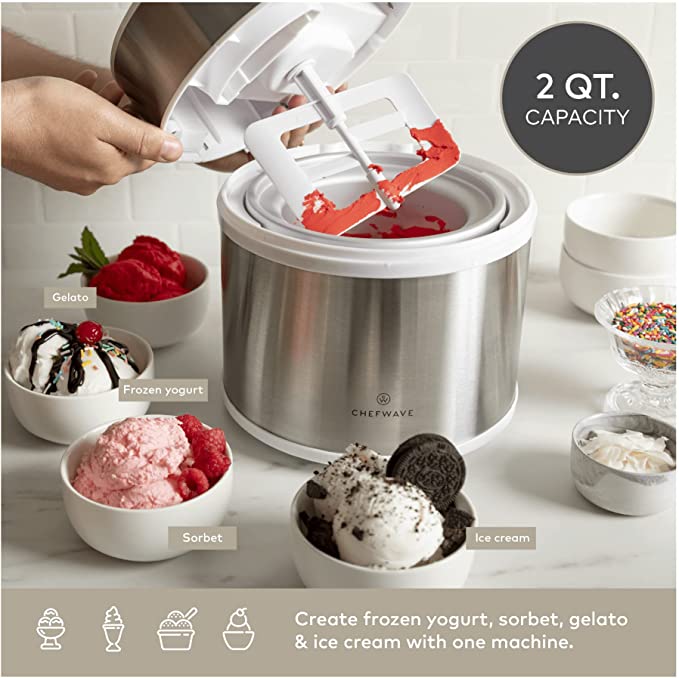 2 QT.
CAPACITY
Gelato
Frozen yogurt
CHEFWAVE
Sorbet
Ice cream
Create frozen yogurt, sorbet, gelato
& ice cream with one machine.